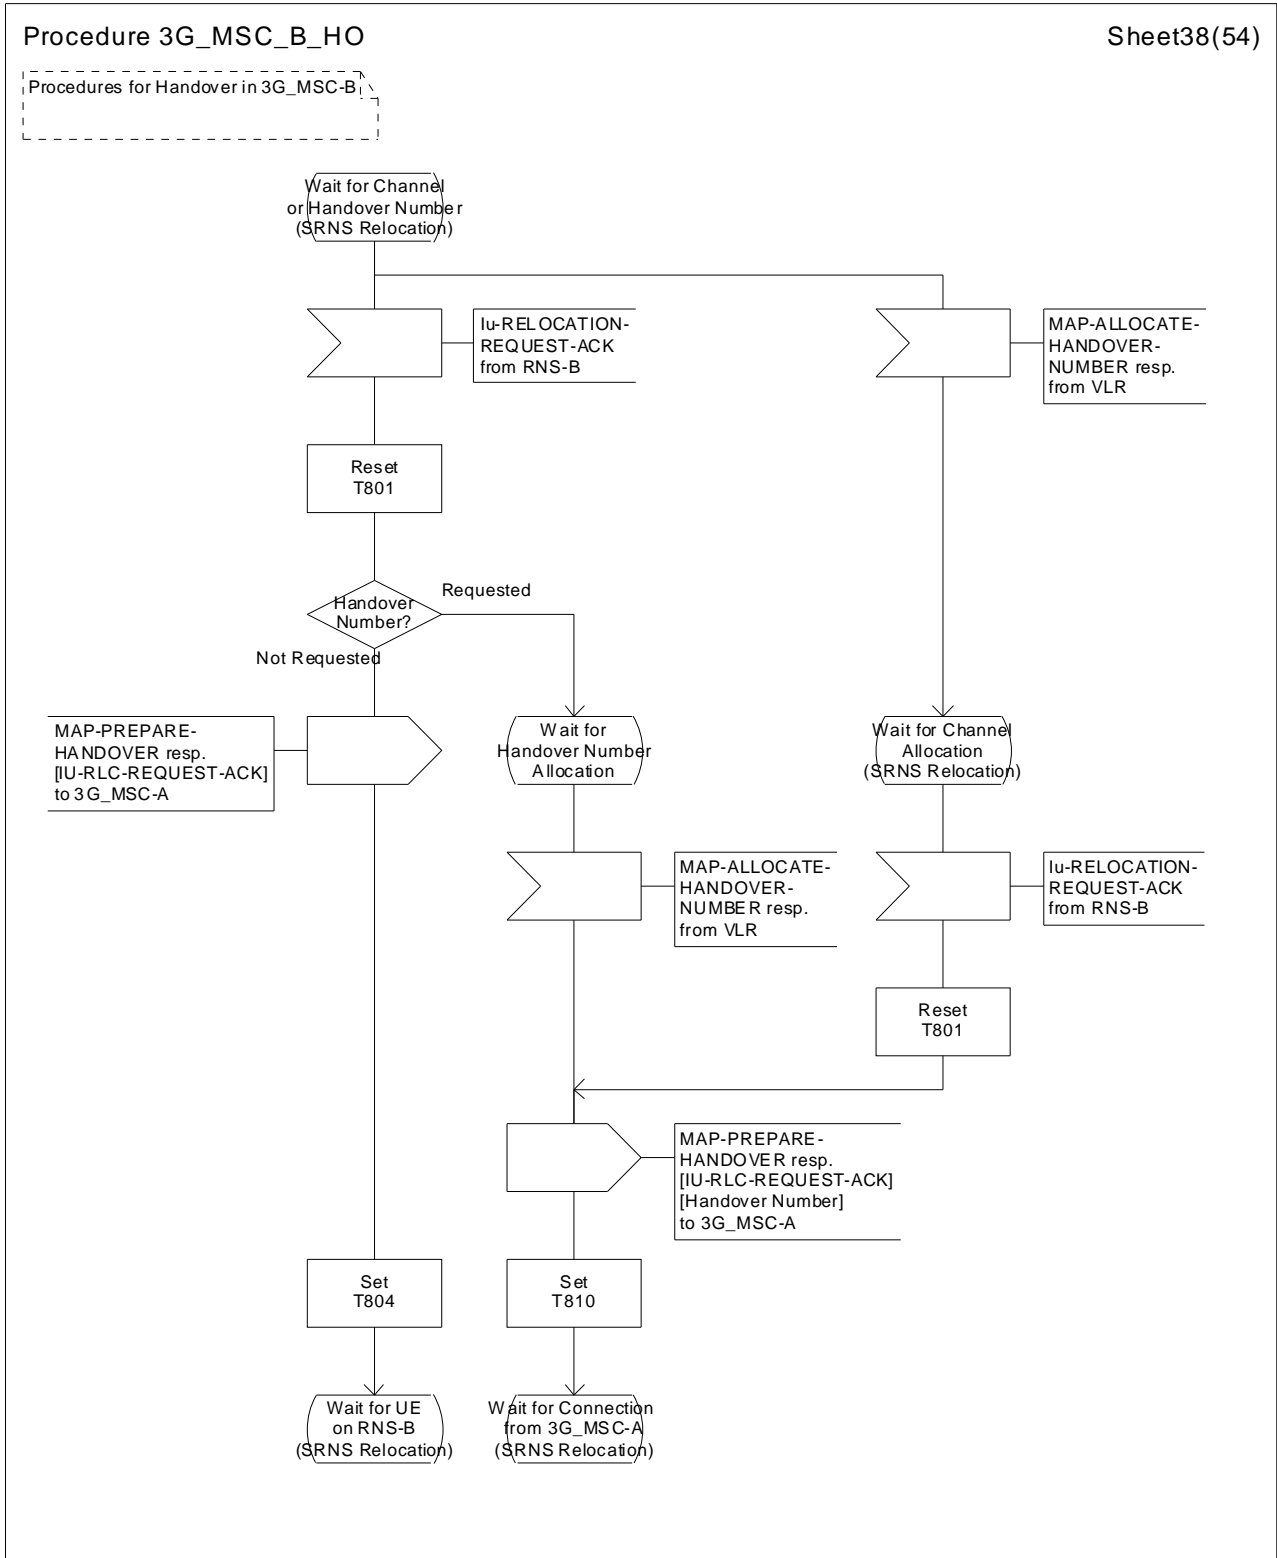 Procedure 3G_MSC_B_HO
Sheet38(54)
Procedures for Handover in 3G_MSC-B
Wait for Channel
or Handover Number
(SRNS Relocation)
Iu-RELOCATION-
REQUEST-ACK
from RNS-B
MAP-ALLOCATE-
HANDOVER-
NUMBER resp.
from VLR
Reset
T801
Handover
Number?
Requested
Not Requested
MAP-PREPARE-
HANDOVER resp.
[IU-RLC-REQUEST-ACK]
to 3G_MSC-A
Wait for
Handover Number
Allocation
Wait for Channel
Allocation
(SRNS Relocation)
MAP-ALLOCATE-
HANDOVER-
NUMBER resp.
from VLR
Iu-RELOCATION-
REQUEST-ACK
from RNS-B
Reset
T801
MAP-PREPARE-
HANDOVER resp.
[IU-RLC-REQUEST-ACK]
[Handover Number]
to 3G_MSC-A
Set
T804
Set
T810
Wait for UE
on RNS-B
(SRNS Relocation)
Wait for Connection
from 3G_MSC-A
(SRNS Relocation)